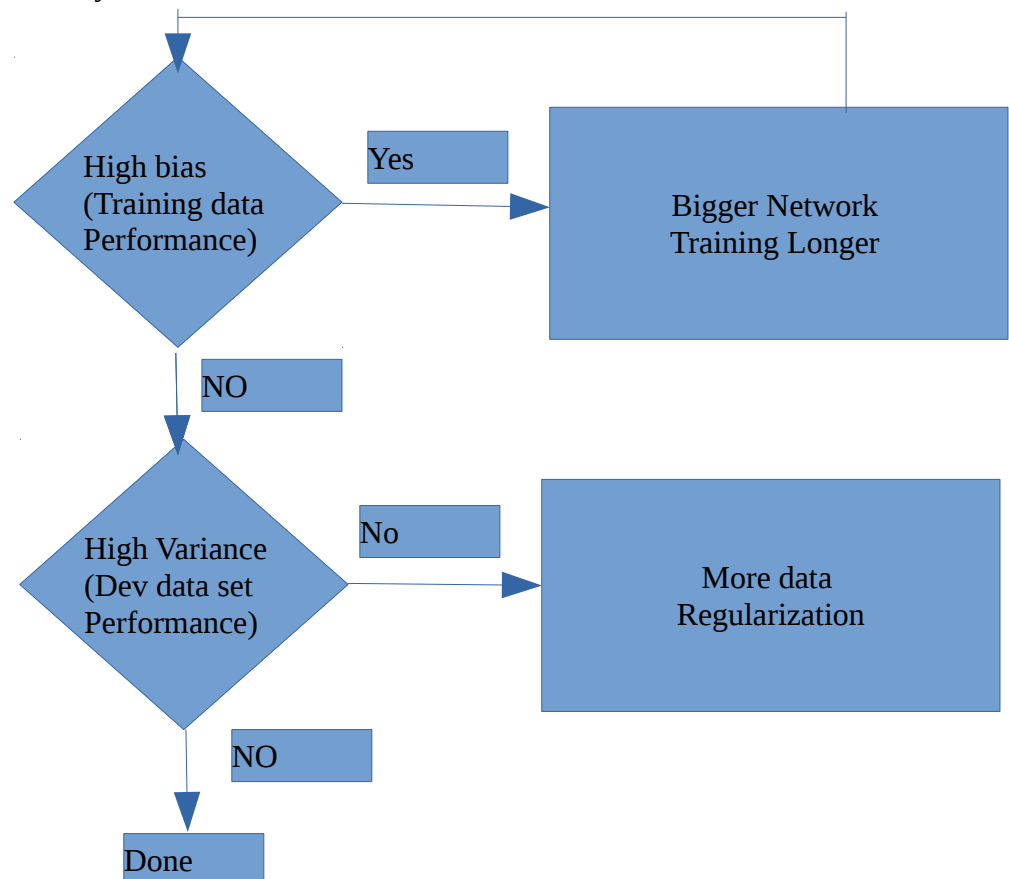 High bias
(Training data
Performance)
Yes
Bigger Network
Training Longer
NO
High Variance
(Dev data set
Performance)
No
More data
Regularization
NO
Done